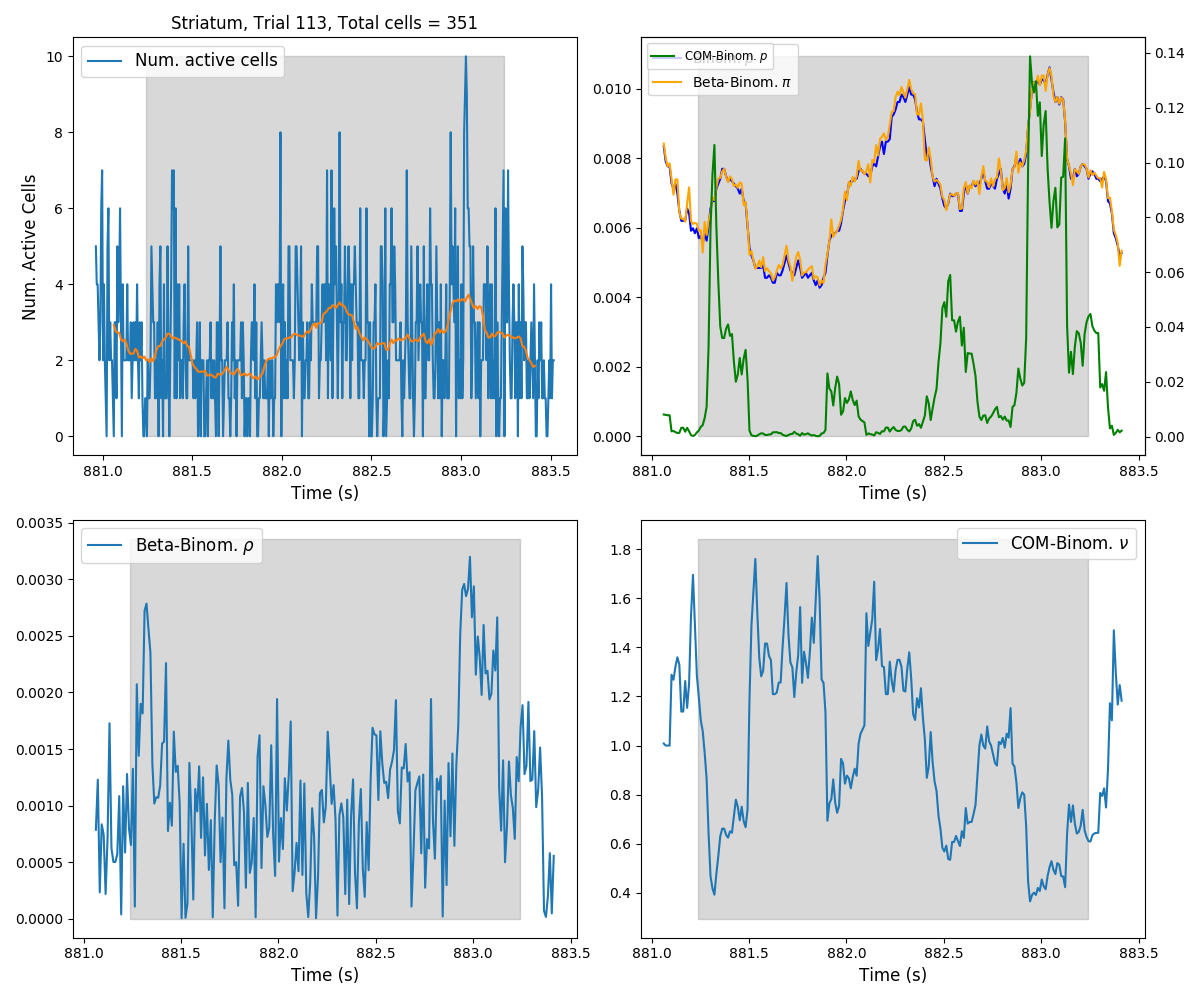 Striatum, Trial 113, Total cells = 351
Num. active cells
Num. Active Cells
10
8
6
4
2
0
881.0 881.5 882.0 882.5 883.0 883.5
Time (s)
COM-Binom. p
Beta-Binom. π
0.010
0.008
0.006
0.004
0.002
0.000
0.14
0.12
0.10
0.08
0.06
0.04
0.02
0.00
881.0 881.5 882.0 882.5 883.0 883.5
Time (s)
Beta-Binom. ρ
0.0035
0.0030
0.0025
0.0020
0.0015
0.0010
0.0005
0.0000
881.0 881.5 882.0 882.5 883.0 883.5
Time (s)
COM-Binom. ν
1.8
1.6
1.4
1.2
1.0
0.8
0.6
0.4
881.0 881.5 882.0 882.5 883.0 883.5
Time (s)